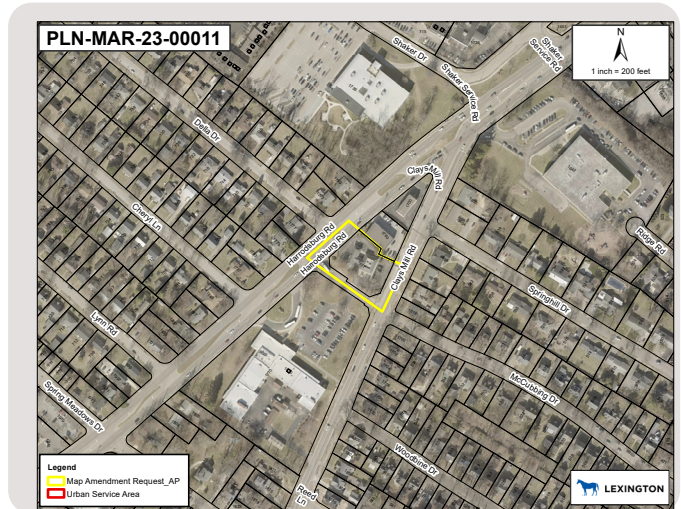 PLN-MAR-23-00011
N
1 inch = 200 feet
Shaker Dr
Shaker Service Rd
Shaker Service Rd
Della Dr
Clays Mill Rd
Cheryl Ln
Harrodsburg Rd
Harrodsburg Rd
Clays Mill Rd
Ridge Rd
Springhill Dr
Lynn Rd
McCubbing Dr
Spring Meadows Dr
Woodbine Dr
Reed Ln
Legend
Map Amendment Request_AP
Urban Service Area
LEXINGTON